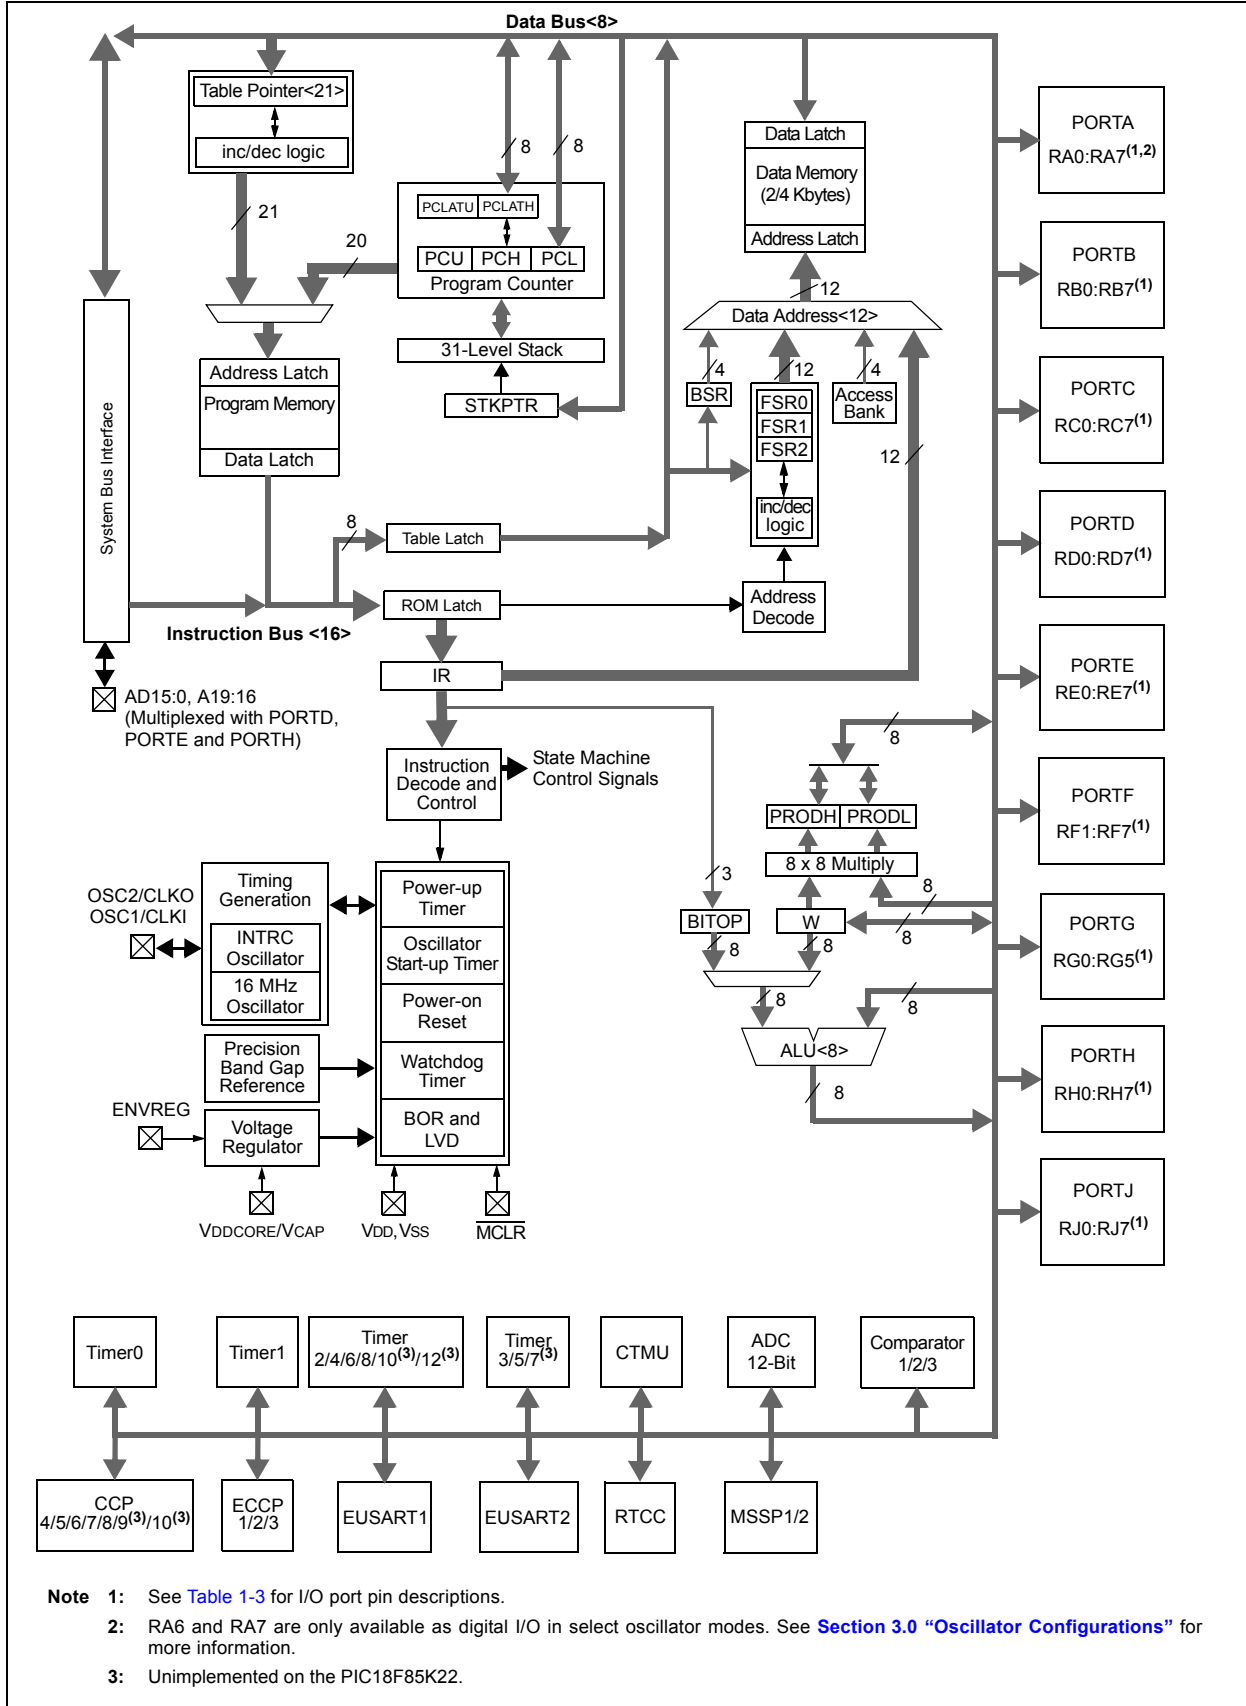 Data Bus<8>
Table Pointer<21>
inc/dec logic
21
20
8
8
PCLATU PCLATH
PCU PCH PCL
Program Counter
31-Level Stack
STKPTR
Address Latch
Program Memory
Data Latch
System Bus Interface
8
Table Latch
ROM Latch
Instruction Bus <16>
IR
AD15:0, A19:16
(Multiplexed with PORTD,
PORTE and PORTH)
Data Latch
Data Memory
(2/4 Kbytes)
Address Latch
12
Data Address<12>
4
12
4
BSR
FSR0
FSR1
FSR2
inc/dec
logic
Access
Bank
12
Address
Decode
Instruction
Decode and
Control
State Machine
Control Signals
8
PRODH PRODL
8 x 8 Multiply
3
8
BITOP
W
8
8
8
8
8
ALU<8>
8
OSC2/CLKO
OSC1/CLKI
Timing
Generation
INTRC
Oscillator
16 MHz
Oscillator
Power-up
Timer
Oscillator
Start-up Timer
Power-on
Reset
Watchdog
Timer
BOR and
LVD
Precision
Band Gap
Reference
ENVREG
Voltage
Regulator
VDDCORE/VCAP
VDD, VSS
MCLR
PORTA
RA0:RA7(1,2)
PORTB
RB0:RB7(1)
PORTC
RC0:RC7(1)
PORTD
RD0:RD7(1)
PORTE
RE0:RE7(1)
PORTF
RF1:RF7(1)
PORTG
RG0:RG5(1)
PORTH
RH0:RH7(1)
PORTJ
RJ0:RJ7(1)
Timer0
Timer1
Timer
2/4/6/8/10(3)/12(3)
Timer
3/5/7(3)
CTMU
ADC
12-Bit
Comparator
1/2/3
CCP
4/5/6/7/8/9(3)/10(3)
ECCP
1/2/3
EUSART1
EUSART2
RTCC
MSSP1/2
Note 1: See Table 1-3 for I/O port pin descriptions.
2: RA6 and RA7 are only available as digital I/O in select oscillator modes. See Section 3.0 “Oscillator Configurations” for
more information.
3: Unimplemented on the PIC18F85K22.